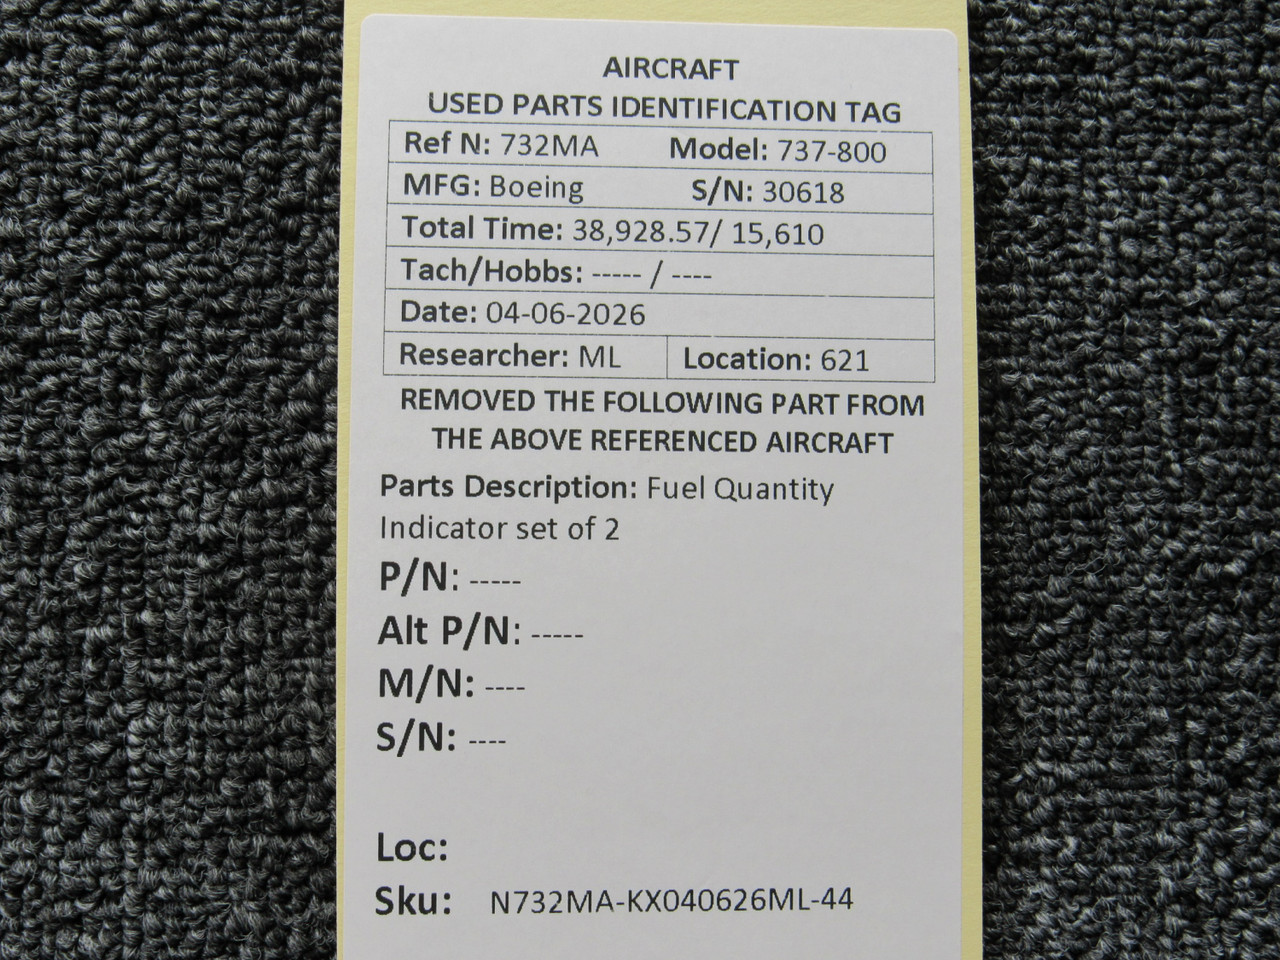 AIRCRAFT
USED PARTS IDENTIFICATION TAG
Ref N: 732MA Model: 737-800
MFG: Boeing S/N: 30618
Total Time: 38,928.57/ 15,610
Tach/Hobbs: ----- / ----
Date: 04-06-2026
Researcher: ML Location: 621
REMOVED THE FOLLOWING PART FROM
THE ABOVE REFERENCED AIRCRAFT
Parts Description: Fuel Quantity
Indicator set of 2
P/N: -----
Alt P/N: -----
M/N: ----
S/N: ----
Loc:
Sku: N732MA-KX040626ML-44